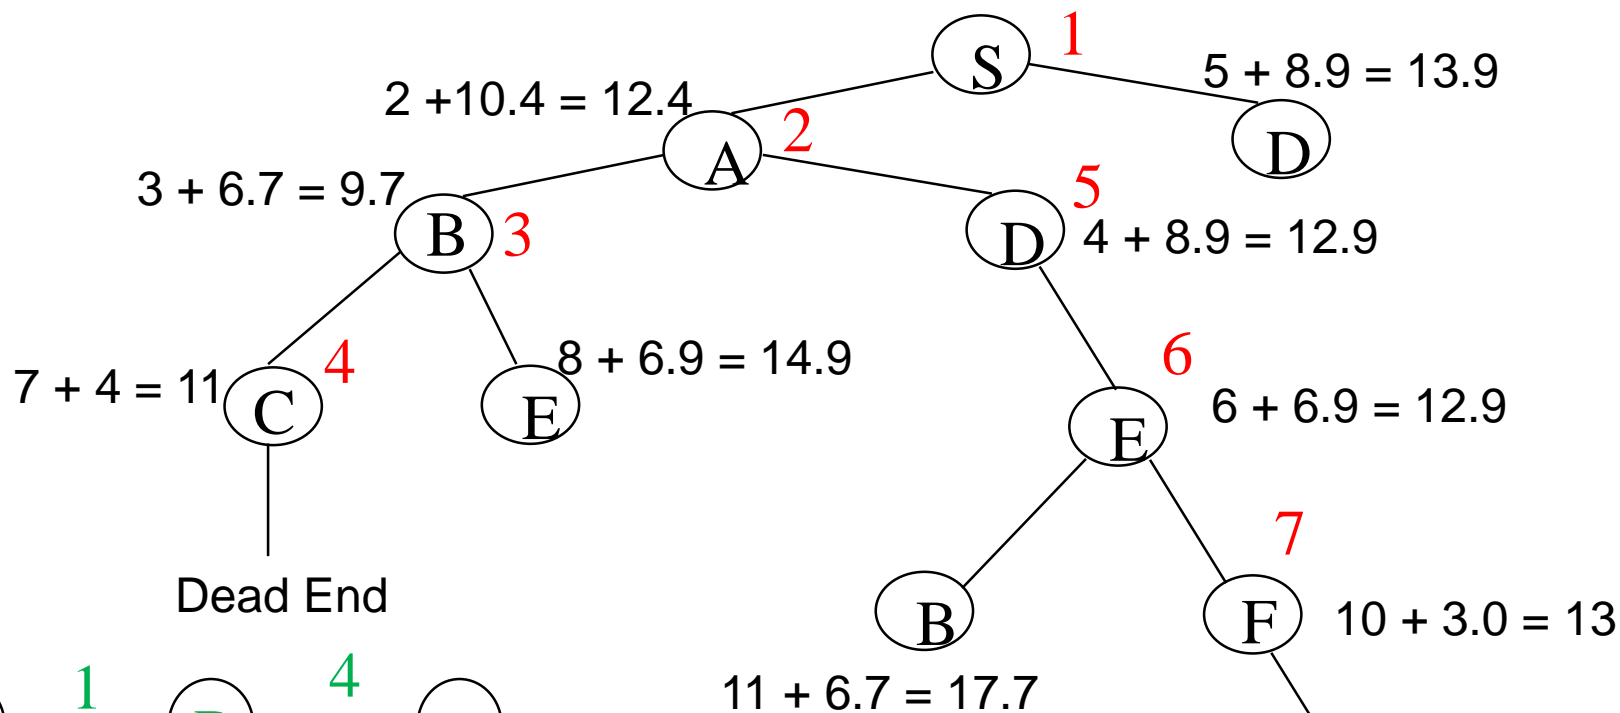 S
1
5 + 8.9 = 13.9
2 +10.4 = 12.4
A
2
D
3 + 6.7 = 9.7
B
3
5
D
4 + 8.9 = 12.9
7 + 4 = 11
C
4
8 + 6.9 = 14.9
E
6
E
6 + 6.9 = 12.9
7
Dead End
B
F
10 + 3.0 = 13
11 + 6.7 = 17.7
1
4